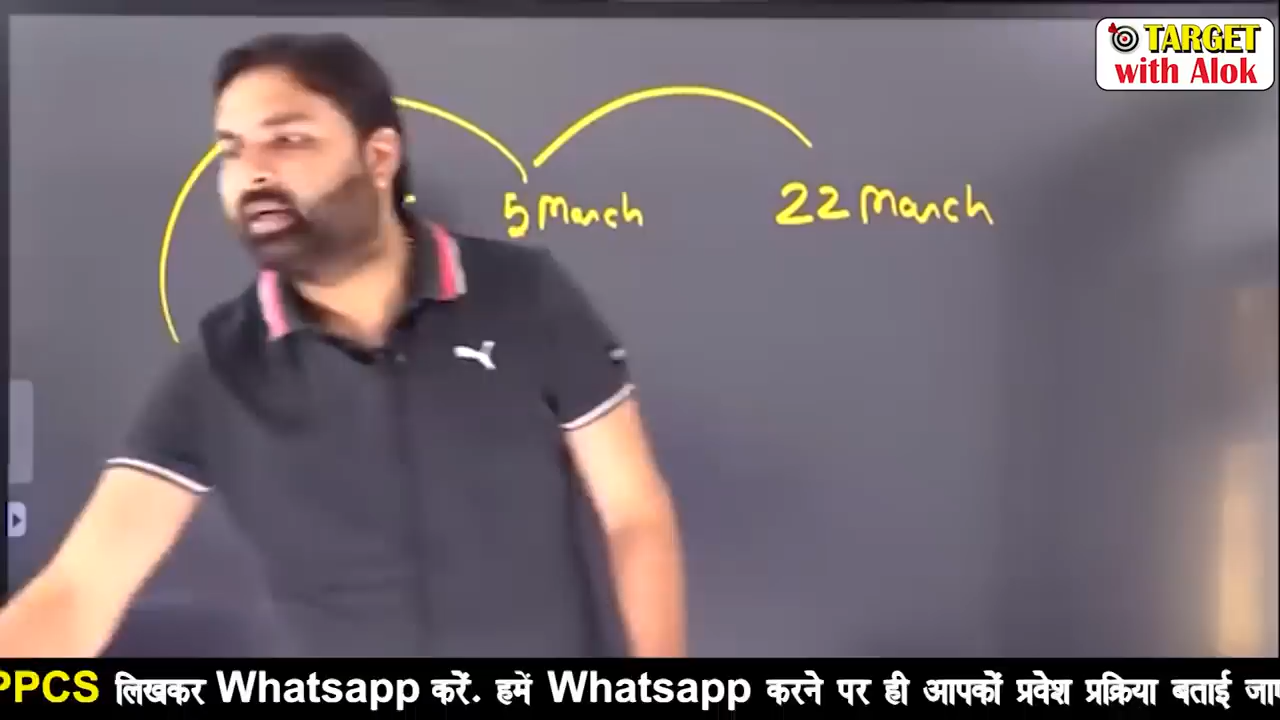 TARGET
with Alok
5 March
22 March
PPCS लिखकर Whatsapp करें. हमें Whatsapp करने पर ही आपकों प्रवेश प्रक्रिया बताई